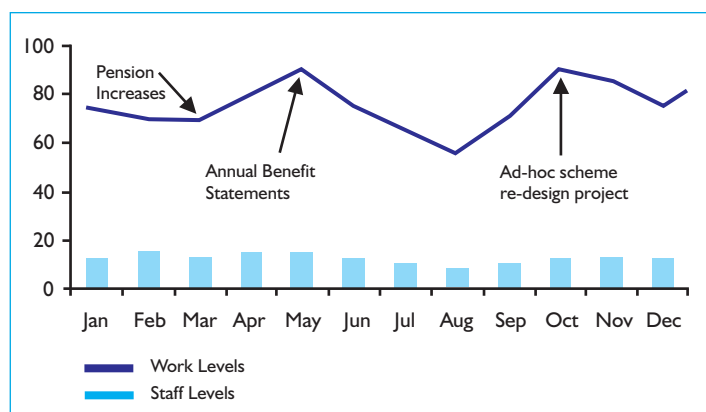 100
Pension
Increases
80
60
Annual Benefit
Statements
Ad-hoc scheme
re-design project
40
20
0
Jan Feb Mar Apr May Jun Jul Aug Sep Oct Nov Dec
Work Levels
Staff Levels